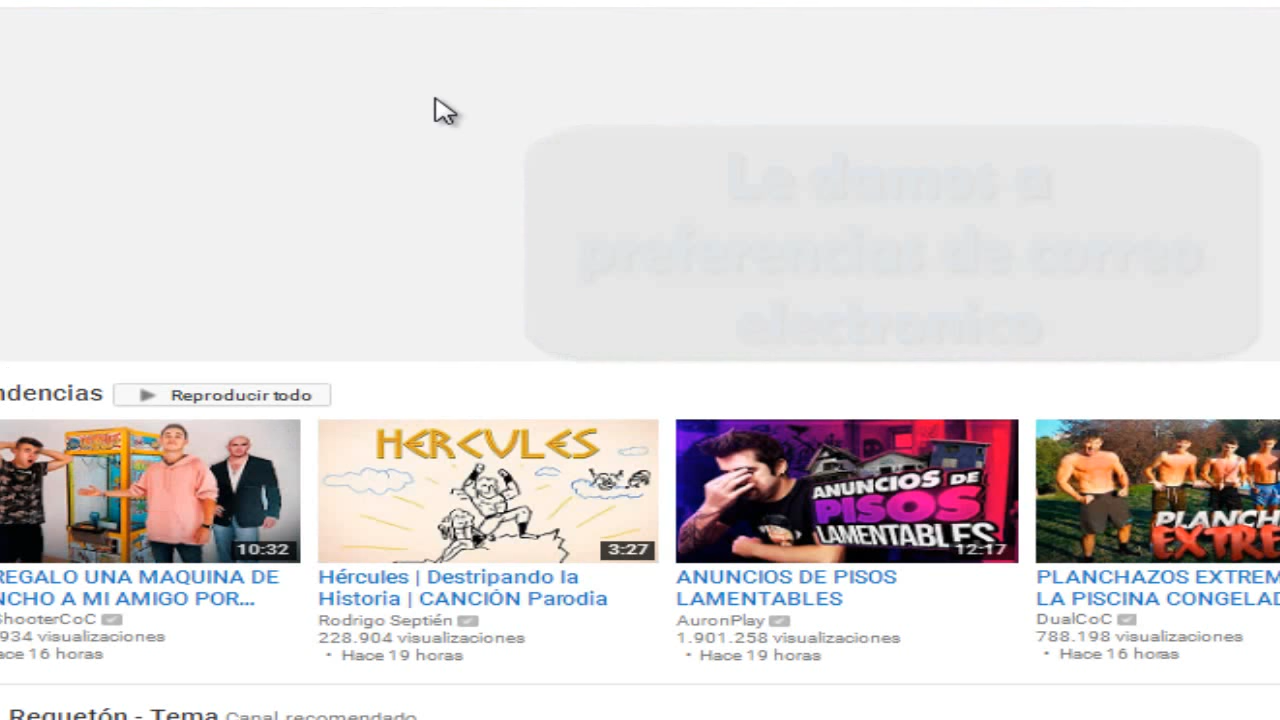 Le damos a
preferencias de correo
electronico
ndencias
Reproducir todo
10:32
HERCULES
3:27
ANUNCIOS DE
PISOS
LAMENTABLES
12:17
PLANCH
EXTRE
REGALO UNA MAQUINA DE
NCHO A MI AMIGO POR...
ShooterCoC
934 visualizaciones
ace 16 horas
Hércules | Destripando la
Historia | CANCIÓN Parodia
Rodrigo Septién
228.904 visualizaciones
• Hace 19 horas
ANUNCIOS DE PISOS
LAMENTABLES
AuronPlay
1.901.258 visualizaciones
• Hace 19 horas
PLANCHAZOS EXTREM
LA PISCINA CONGELAD
DualCoC
788.198 visualizaciones
• Hace 16 horas
Reguetón - Tema Canal recomendado